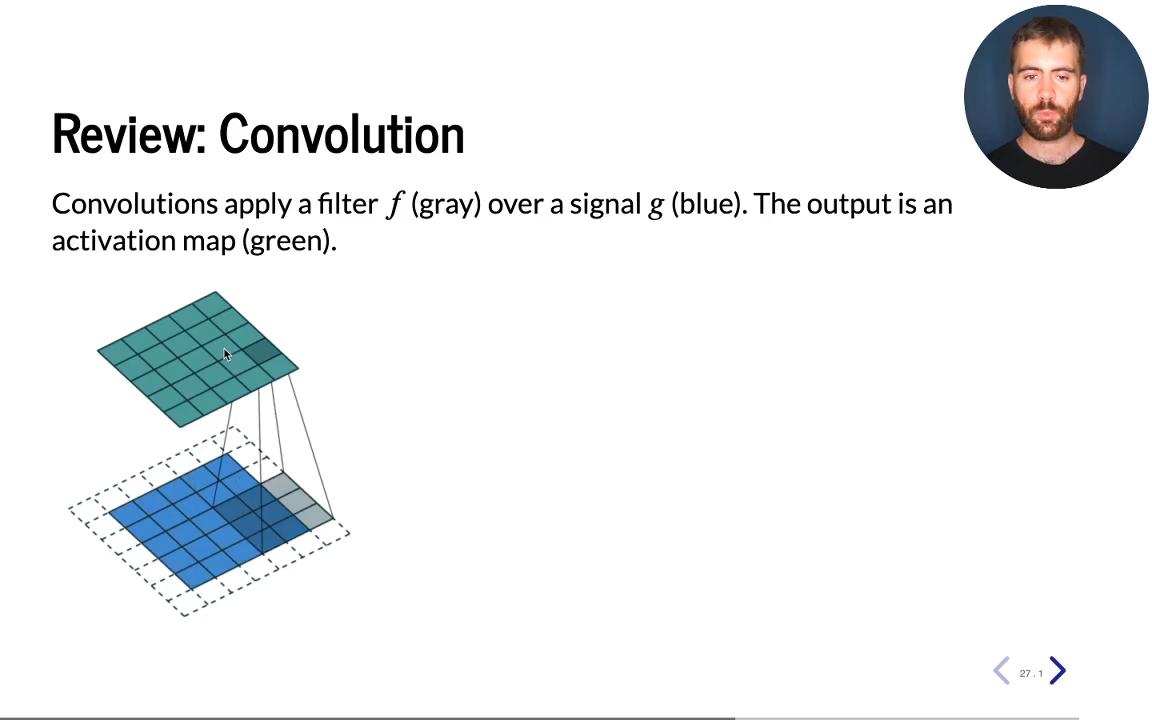 Review: Convolution
Convolutions apply a filter f (gray) over a signal g (blue). The output is an
activation map (green).
27 . 1